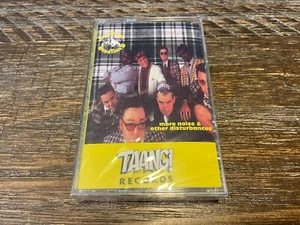 more noise &
other disturbances
TAANG!
RECORDS